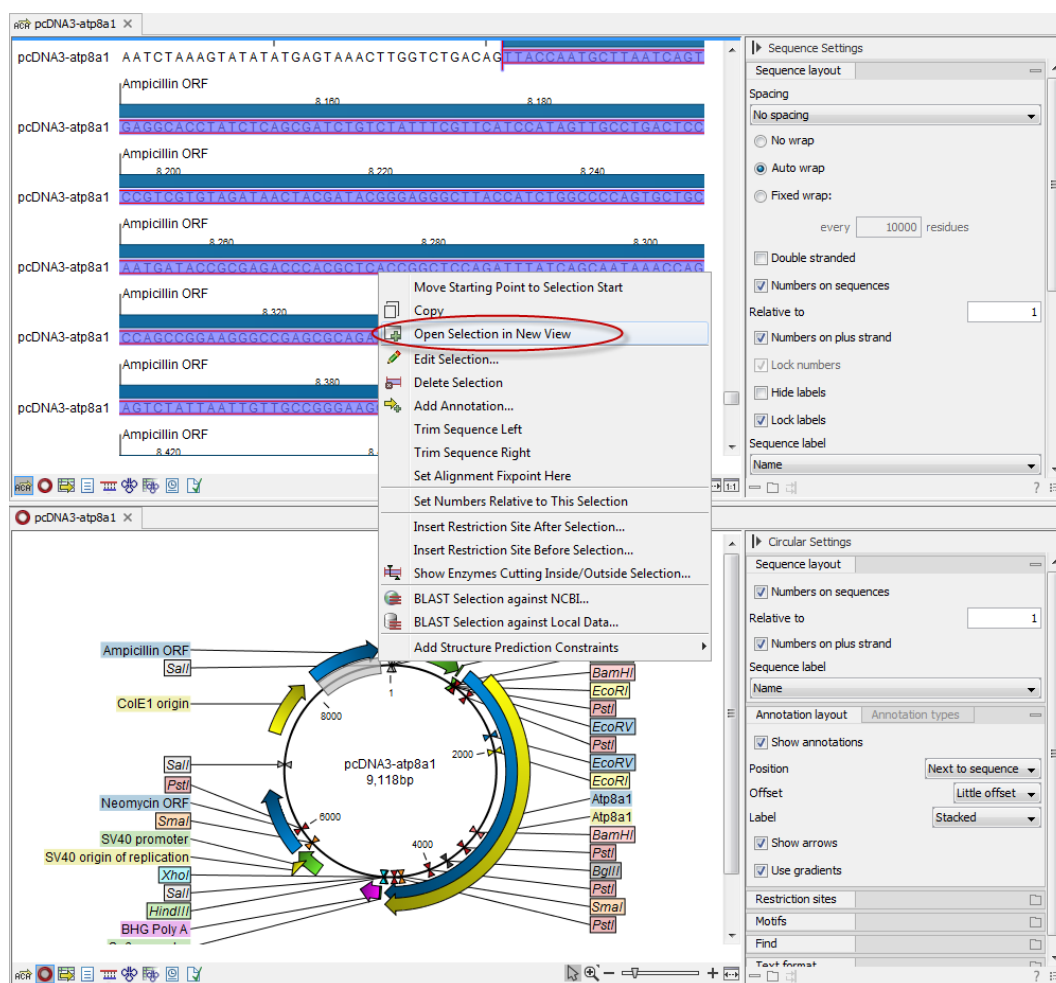 pcDNA3-atp8a1
pcDNA3-atp8a1 AATCTAAAGTATATATGAGTAAACTTGGTCTGACAGTTACCAATGCTTAATCAGT
Ampicillin ORF
8.160 8.180
pcDNA3-atp8a1 GAGGCACCTATCTCAGCGATCTGTCTATTTCGTTCATCCATAGTTGCCTGACTCC
Ampicillin ORF
8.200 8.220 8.240
pcDNA3-atp8a1 CCGTCGTGTAGATAACTACGATACGGGAGGGCTTACCATCTGGCCCCAGTGCTGC
Ampicillin ORF
8.260 8.280 8.300
pcDNA3-atp8a1 AATGATACCGCGAGACCCACGCTCACCGGCTCCAGATTTATCAGCAATAAACCAG
Ampicillin ORF
8.320
pcDNA3-atp8a1 CCAGCCGGAAGGGCCGAGCGCAGA
Ampicillin ORF
8.380
pcDNA3-atp8a1 AGTCTATTAATTGTTGCCGGGAAG
Ampicillin ORF
8.420
Move Starting Point to Selection Start
Copy
Open Selection in New View
Edit Selection...
Delete Selection
Add Annotation...
Trim Sequence Left
Trim Sequence Right
Set Alignment Fixpoint Here
Set Numbers Relative to This Selection
Insert Restriction Site After Selection...
Insert Restriction Site Before Selection...
Show Enzymes Cutting Inside/Outside Selection...
BLAST Selection against NCBI...
BLAST Selection against Local Data...
Add Structure Prediction Constraints
Sequence Settings
Sequence layout
Spacing
No spacing
No wrap
Auto wrap
Fixed wrap:
every 10000 residues
Double stranded
Numbers on sequences
Relative to 1
Numbers on plus strand
Lock numbers
Hide labels
Lock labels
Sequence label
Name
1:1
?
pcDNA3-atp8a1
Ampicillin ORF
SalI
ColE1 origin
SalI
PstI
Neomycin ORF
SmaI
SV40 promoter
SV40 origin of replication
XhoI
SalI
HindIII
BHG Poly A
1
2000
4000
6000
8000
pcDNA3-atp8a1
9,118bp
BamHI
EcoRI
PstI
EcoRV
PstI
EcoRV
EcoRI
Atp8a1
Atp8a1
BamHI
PstI
BglII
PstI
SmaI
PstI
Circular Settings
Sequence layout
Numbers on sequences
Relative to 1
Numbers on plus strand
Sequence label
Name
Annotation layout Annotation types
Show annotations
Position Next to sequence
Offset Little offset
Label Stacked
Show arrows
Use gradients
Restriction sites
Motifs
Find
Text format
?